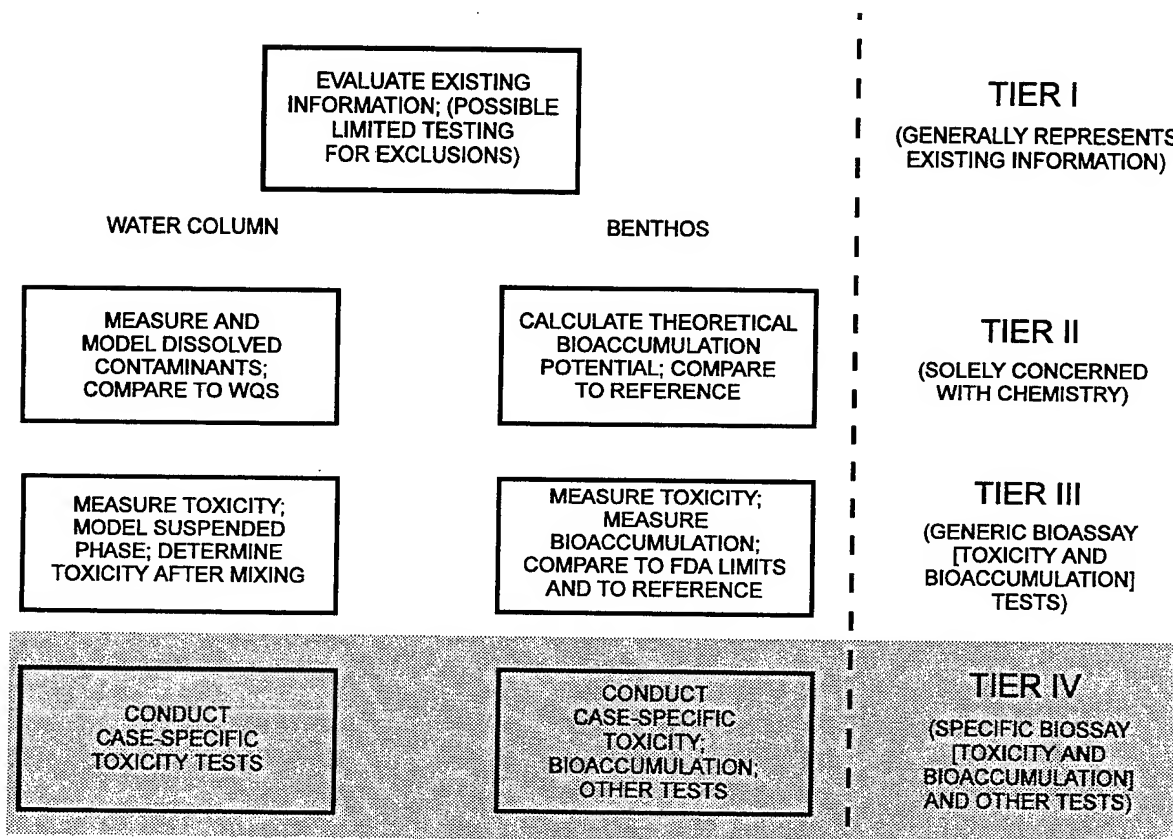 EVALUATE EXISTING
INFORMATION; (POSSIBLE
LIMITED TESTING
FOR EXCLUSIONS)
TIER I
(GENERALLY REPRESENTS
EXISTING INFORMATION)
WATER COLUMN
BENTHOS
MEASURE AND
MODEL DISSOLVED
CONTAMINANTS;
COMPARE TO WQS
CALCULATE THEORETICAL
BIOACCUMULATION
POTENTIAL; COMPARE
TO REFERENCE
TIER II
(SOLELY CONCERNED
WITH CHEMISTRY)
MEASURE TOXICITY;
MODEL SUSPENDED
PHASE; DETERMINE
TOXICITY AFTER MIXING
MEASURE TOXICITY;
MEASURE
BIOACCUMULATION;
COMPARE TO FDA LIMITS
AND TO REFERENCE
TIER III
(GENERIC BIOASSAY
[TOXICITY AND
BIOACCUMULATION]
TESTS)
CONDUCT
CASE-SPECIFIC
TOXICITY TESTS
CONDUCT
CASE-SPECIFIC
TOXICITY;
BIOACCUMULATION;
OTHER TESTS
TIER IV
(SPECIFIC BIOSSAY
[TOXICITY AND
BIOACCUMULATION]
AND OTHER TESTS)